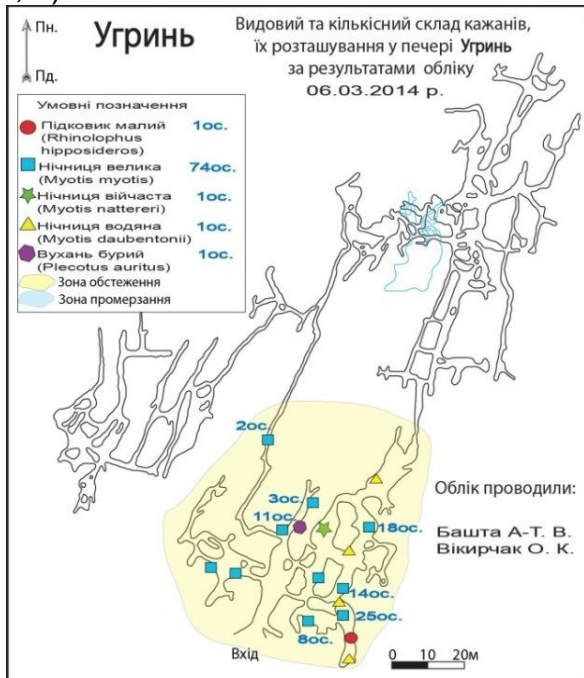 Пн.
Пд.
Угринь
Видовий та кількісний склад кажанів,
їх розташування у печері Угринь
за результатами обліку
06.03.2014 р.
Умовні позначення
Підковик малий 1ос.
(Rhinolophus
hipposideros)
Нічниця велика 74ос.
(Myotis myotis)
Нічниця війчаста 1ос.
(Myotis nattereri)
Нічниця водяна 1ос.
(Myotis daubentonii)
Вухань бурий 1ос.
(Plecotus auritus)
Зона обстеження
Зона промерзання
2ос.
3ос.
11ос.
18ос.
14ос.
25ос.
8ос.
Вхід
Облік проводили:
Башта А-Т. В.
Вікирчак О. К.
0 10 20м